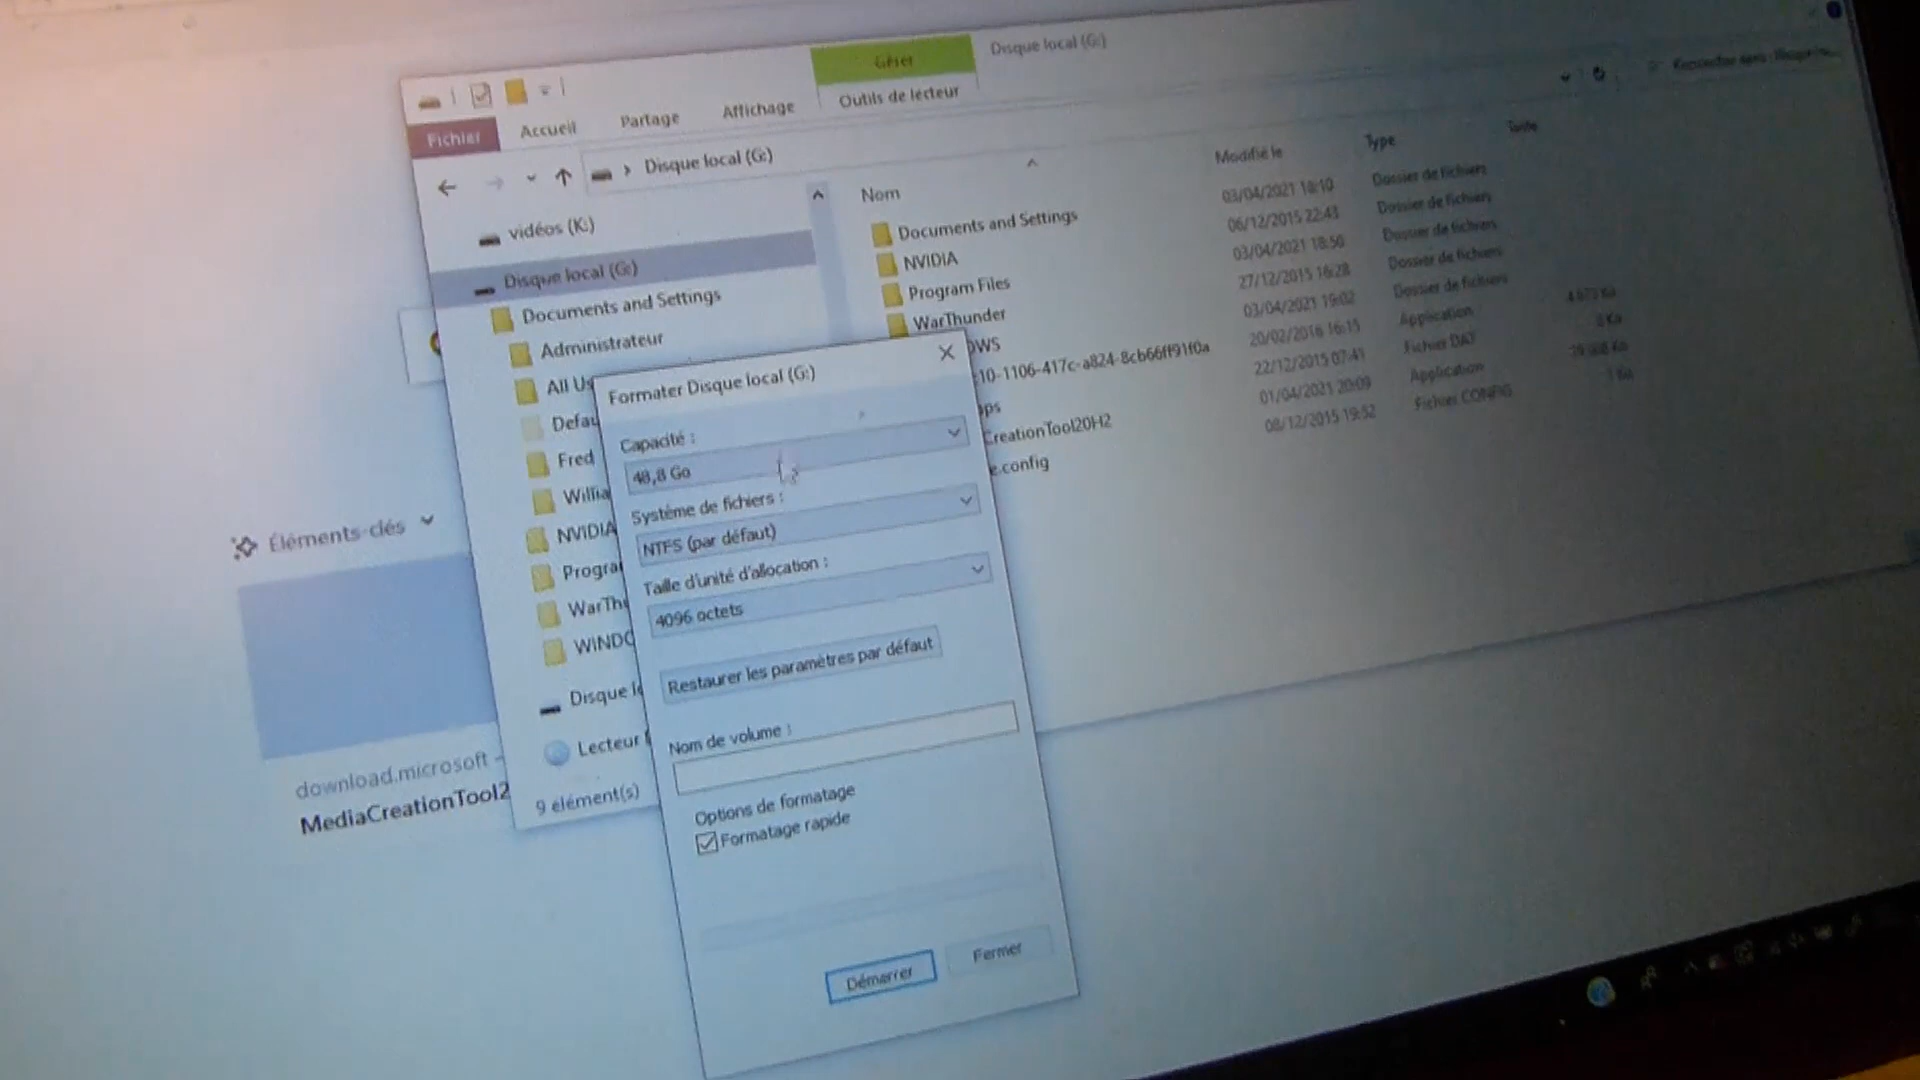 Gérer
Disque local (G:)
Fichier
Accueil
Partage
Affichage
Outils de lecteur
Disque local (G:)
vidéos (K:)
Disque local (G:)
Documents and Settings
Administrateur
All Us
Defau
Fred
Willia
NVIDIA
Progra
WarThu
WINDO
Disque lo
Lecteur
9 élément(s)
Nom
Modifié le
Type
Taille
Documents and Settings
03/04/2021 18:10
Dossier de fichiers
NVIDIA
06/12/2015 22:43
Dossier de fichiers
Program Files
03/04/2021 18:50
Dossier de fichiers
WarThunder
27/12/2015 16:28
Dossier de fichiers
OWS
03/04/2021 19:02
Dossier de fichiers
10-1106-417c-a824-8cb66ff91f0a
20/02/2016 16:15
Application
ops
22/12/2015 07:41
Fichier DAT
CreationTool20H2
01/04/2021 20:09
Application
e.config
08/12/2015 19:52
Fichier CONFIG
Formater Disque local (G:)
Capacité :
48,8 Go
Système de fichiers :
NTFS (par défaut)
Taille d'unité d'allocation :
4096 octets
Restaurer les paramètres par défaut
Nom de volume :
Options de formatage
Formatage rapide
Démarrer
Fermer
Éléments-clés
download.microsoft
MediaCreationTool2